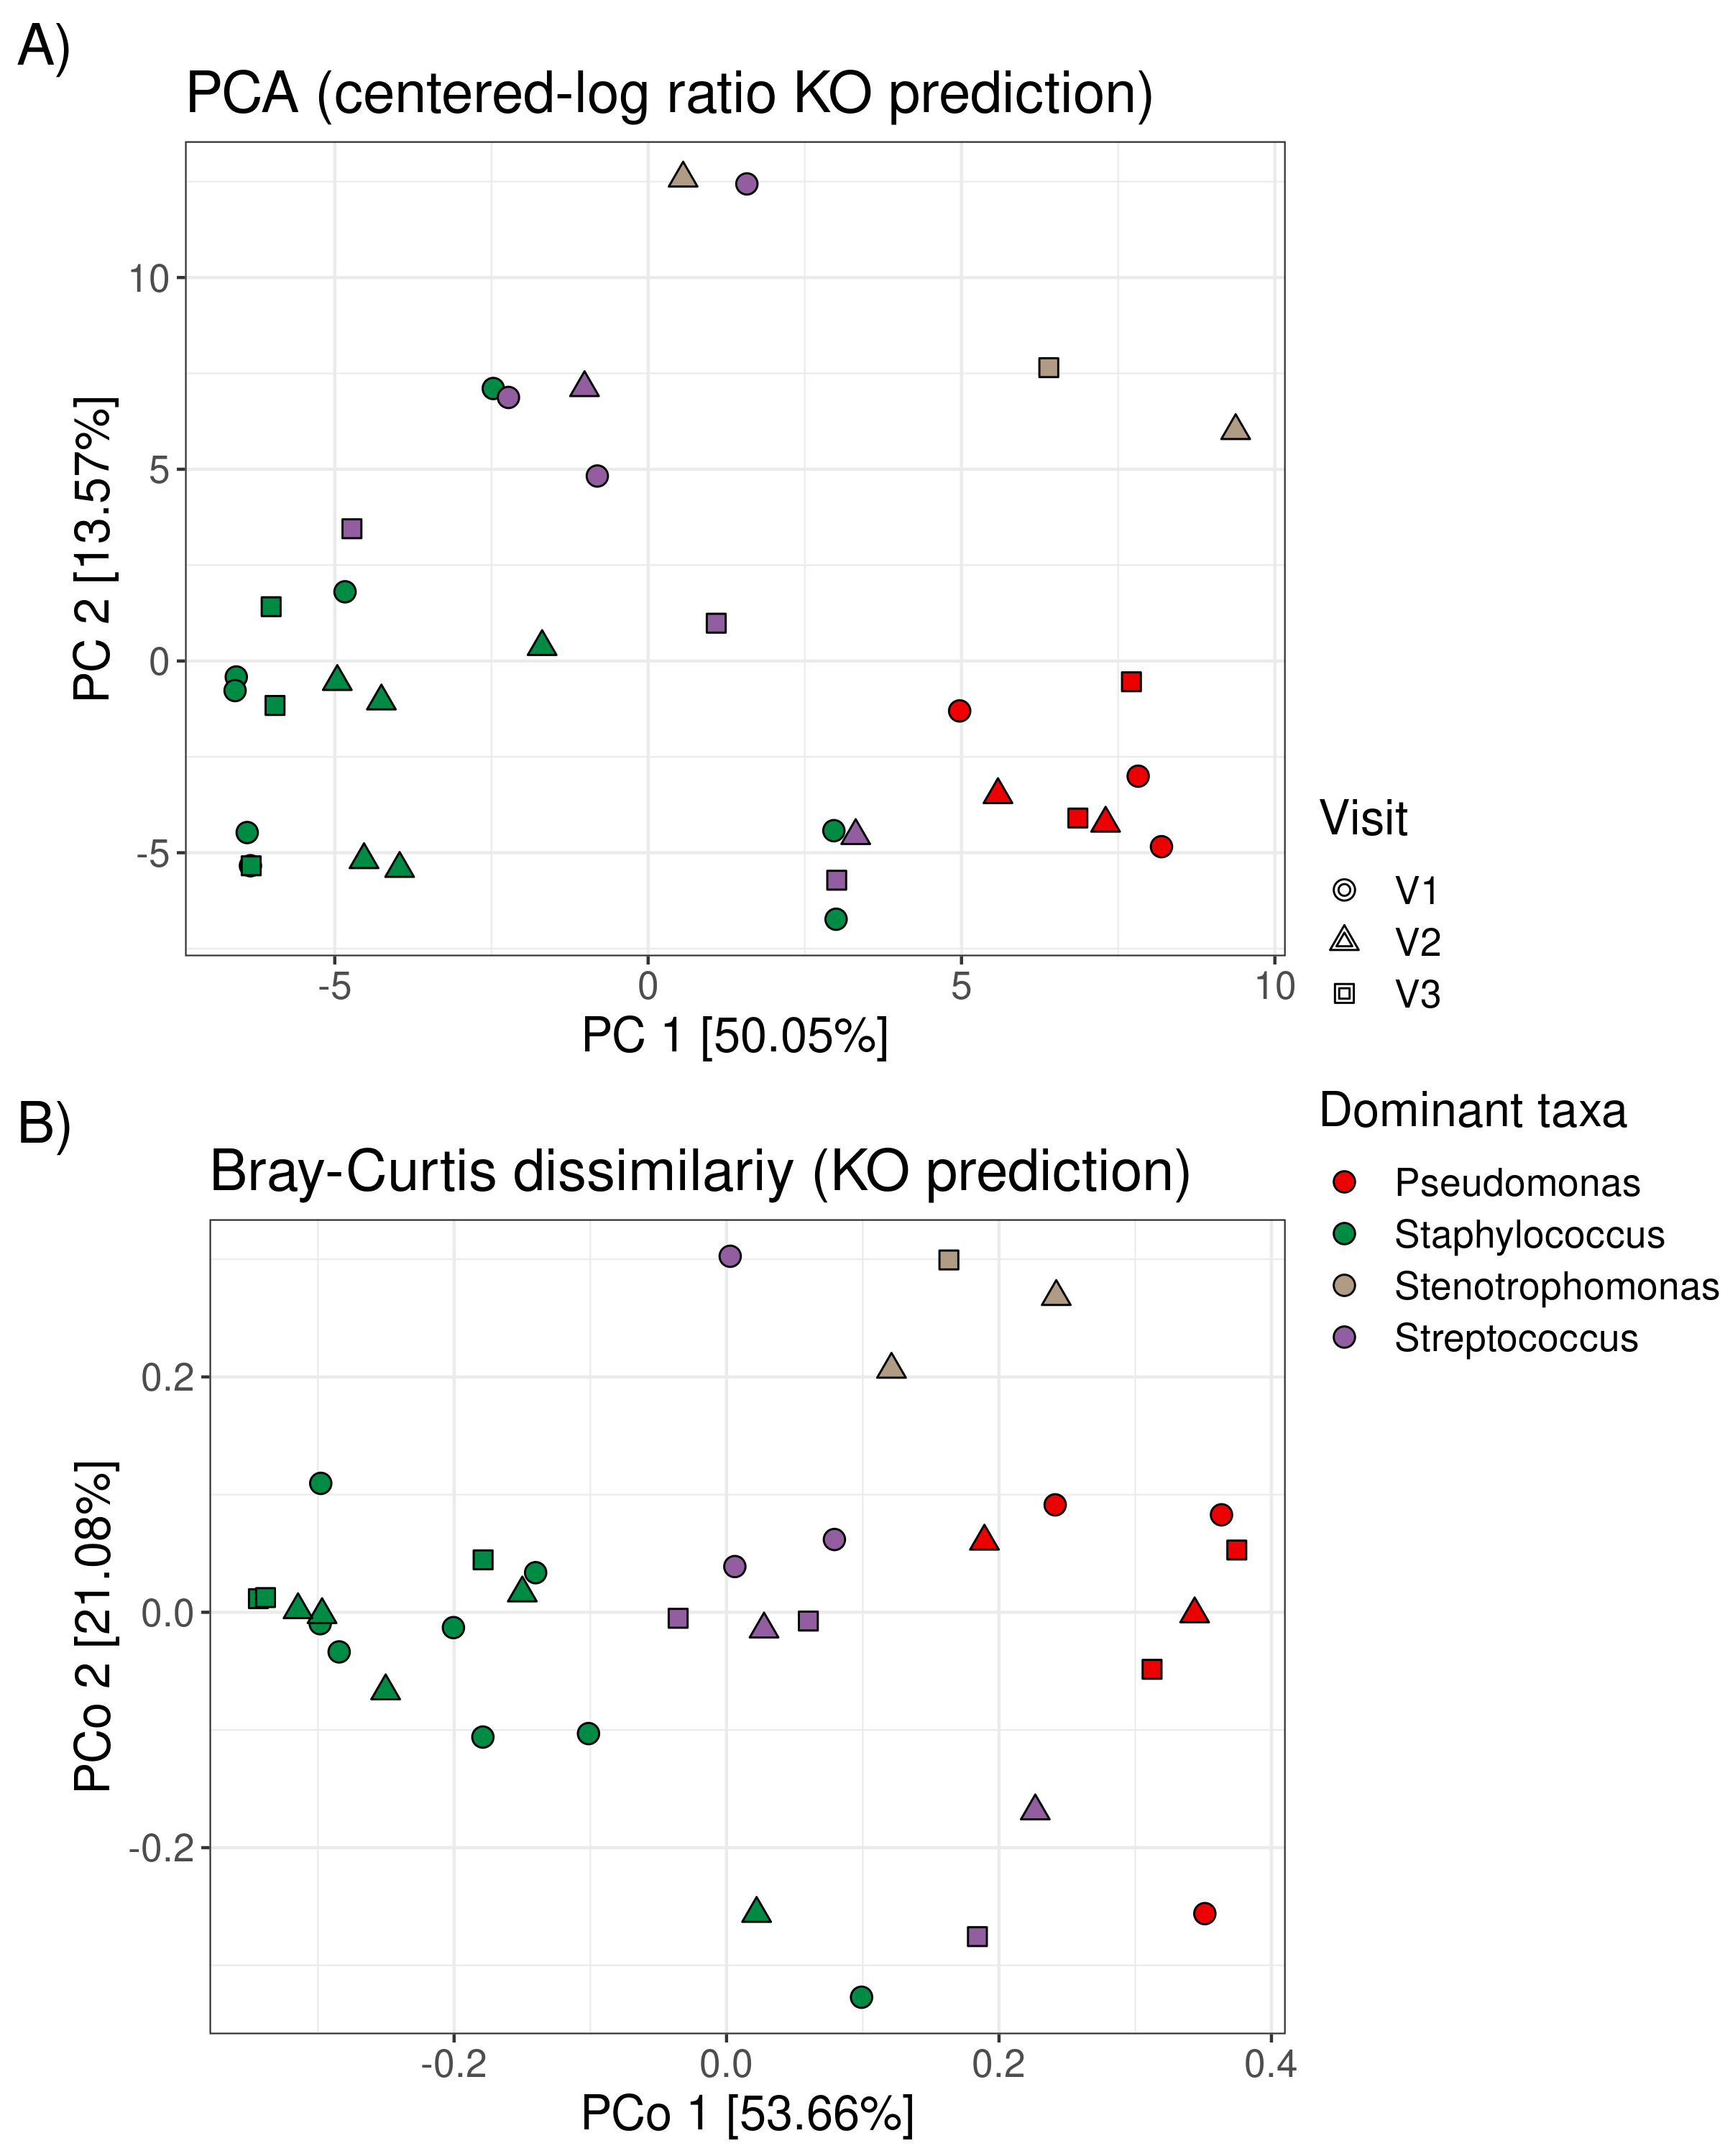 A)
PCA (centered-log ratio KO prediction)
10
5
0
-5
PC 2 [13.57%]
-5
0
5
10
PC 1 [50.05%]
Visit
V1
V2
V3
B)
Bray-Curtis dissimilariy (KO prediction)
0.2
0.0
-0.2
PCo 2 [21.08%]
-0.2
0.0
0.2
0.4
PCo 1 [53.66%]
Dominant taxa
Pseudomonas
Staphylococcus
Stenotrophomonas
Streptococcus